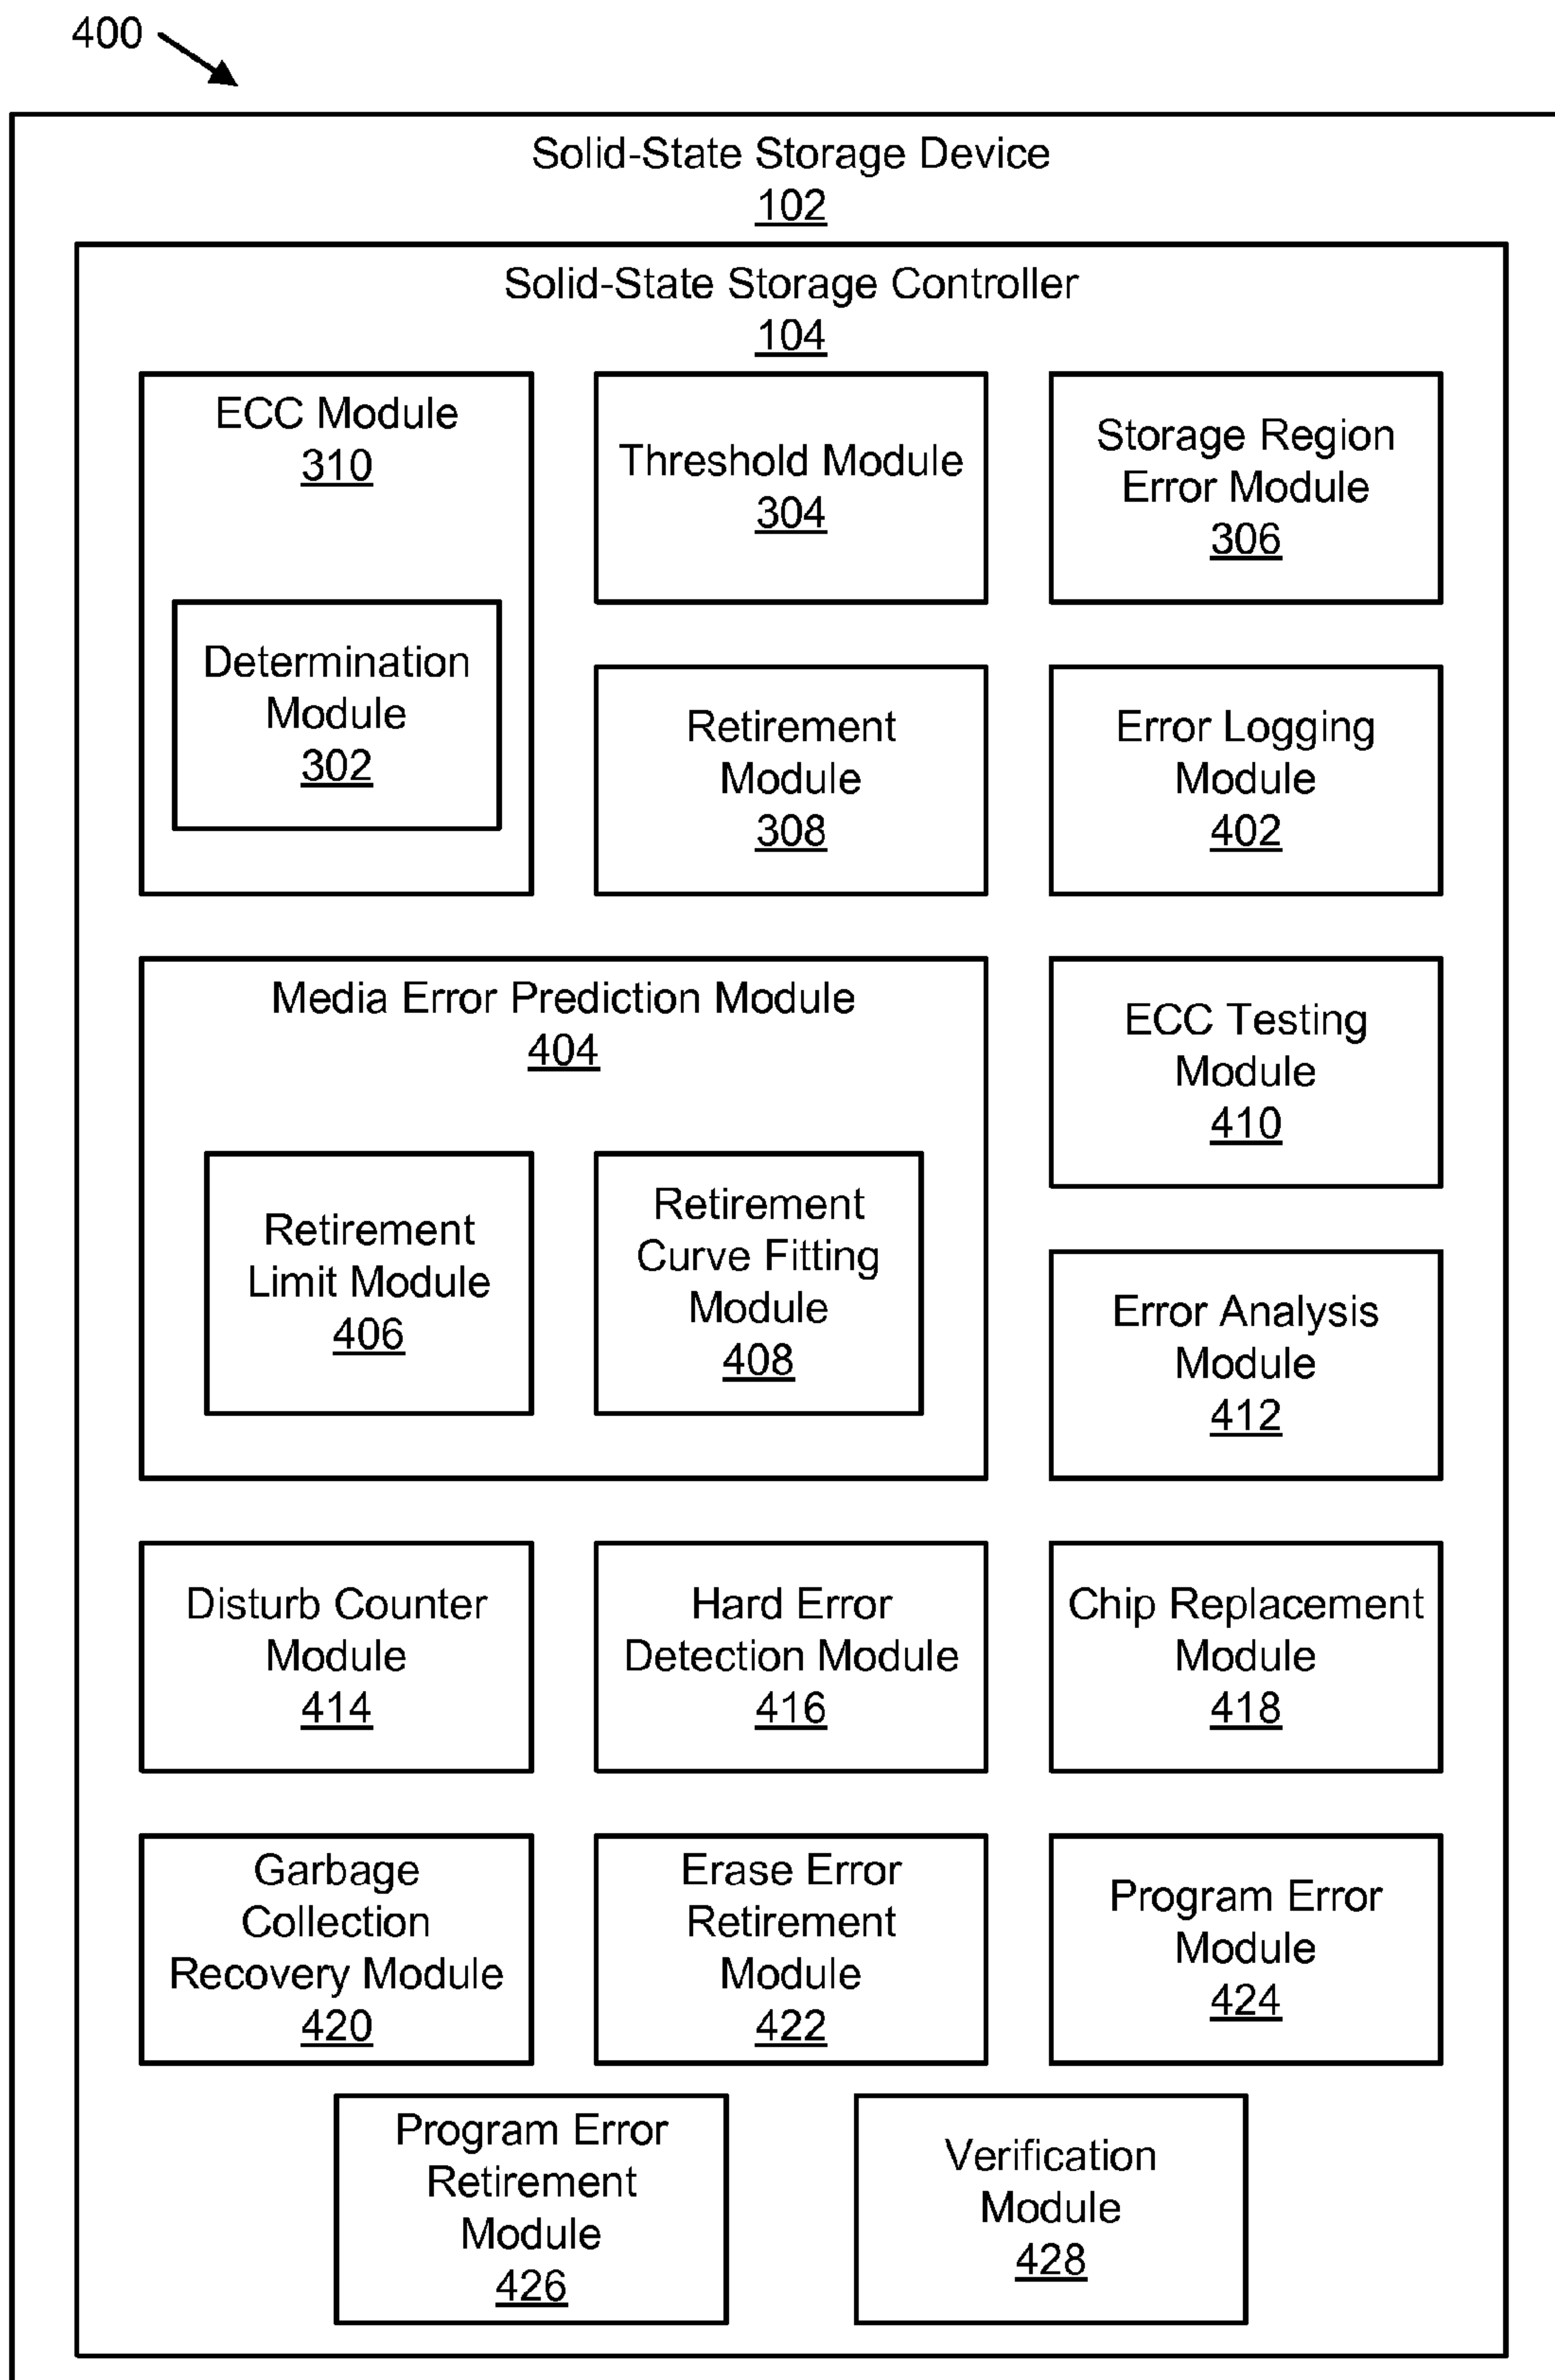 400
Solid-State Storage Device
102
Solid-State Storage Controller
104
ECC Module
310
Determination
Module
302
Threshold Module
304
Storage Region
Error Module
306
Retirement
Module
308
Error Logging
Module
402
Media Error Prediction Module
404
Retirement
Limit Module
406
Retirement
Curve Fitting
Module
408
ECC Testing
Module
410
Error Analysis
Module
412
Disturb Counter
Module
414
Hard Error
Detection Module
416
Chip Replacement
Module
418
Garbage
Collection
Recovery Module
420
Erase Error
Retirement
Module
422
Program Error
Module
424
Program Error
Retirement
Module
426
Verification
Module
428